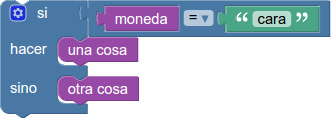 si moneda = ▾ “ cara ”
hacer una cosa
sino otra cosa